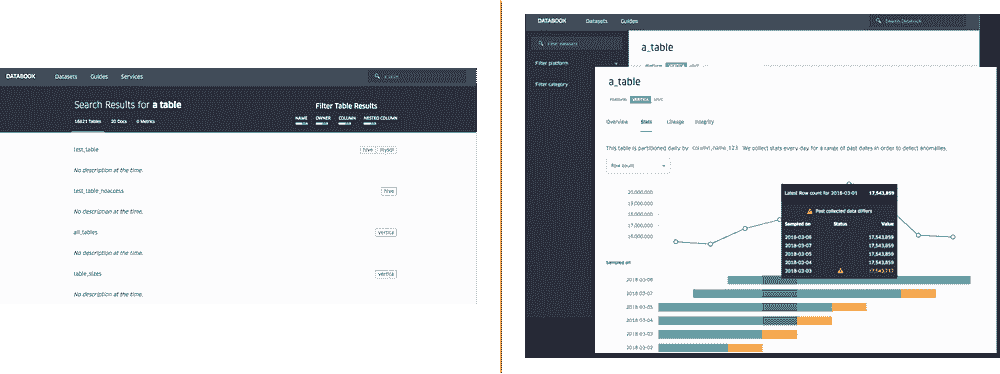 DATABOOK Datasets Guides Services
Search Results for a table
Filter Table Results
16621 Tables 20 Docs 0 Metrics
NAME OWNER COLUMN NESTED COLUMN
test_table
hive mysql
No description at the time.
test_table_noaccess
hive
No description at the time.
all_tables
vertica
No description at the time.
table_sizes
vertica
No description at the time.
DATABOOK Datasets Guides
Search Databook
Filter platform
Filter category
a_table
a_table
VERTICA
Overview Stats Lineage Integrity
This table is partitioned daily by column_name_123 We collect stats every day for a range of past dates in order to detect anomalies.
Row count
20,000,000
19,000,000
18,000,000
17,000,000
16,000,000
Latest Row count for 2018-03-01 17,543,859
Past collected data differs
Sampled on Status Value
2018-03-08 17,543,859
2018-03-07 17,543,859
2018-03-05 17,543,859
2018-03-04 17,543,859
2018-03-03
Sampled on
2018-03-08
2018-03-07
2018-03-05
2018-03-04
2018-03-03
2018-03-02